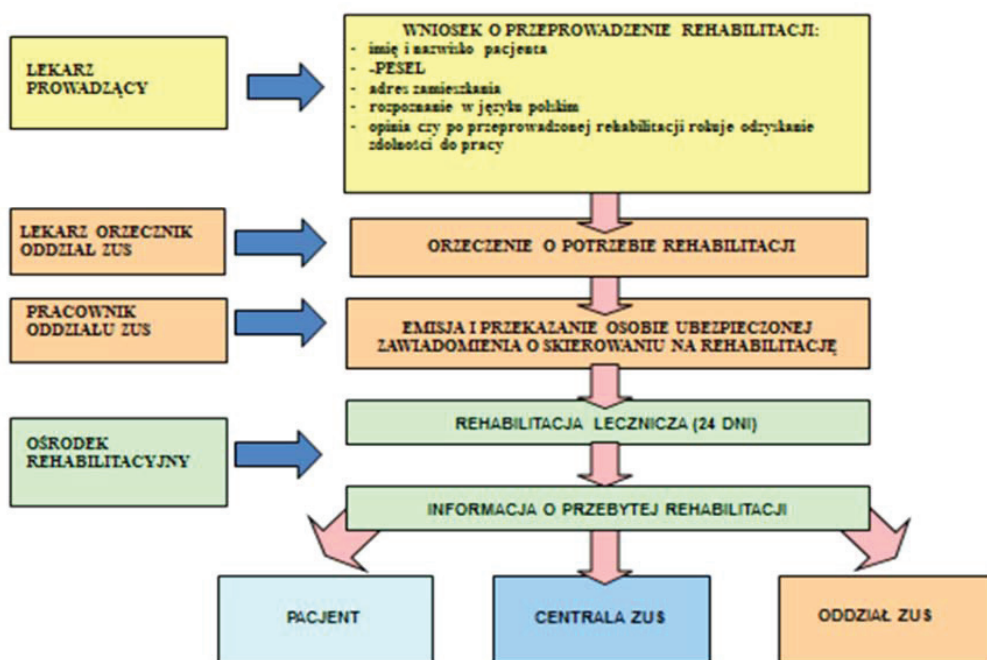 LEKARZ
PROWADZĄCY
WNIOSEK O PRZEPROWADZENIE REHABILITACJI:
- imię i nazwisko pacjenta
- -PESEL
- adres zamieszkania
- rozpoznanie w języku polskim
- opinia czy po przeprowadzonej rehabilitacji rokuje odzyskanie
zdolności do pracy
LEKARZ ORZECZNIK
ODDZIAŁ ZUS
ORZECZENIE O POTRZEBIE REHABILITACJI
PRACOWNIK
ODDZIAŁU ZUS
EMISJA I PRZEKAZANIE OSOBIE UBEZPIECZONEJ
ZAWIADOMIENIA O SKIEROWANIU NA REHABILITACJĘ
OŚRODEK
REHABILITACYJNY
REHABILITACJA LECZNICZA (24 DNI)
INFORMACJA O PRZEBYTEJ REHABILITACJI
PACJENT
CENTRALA ZUS
ODDZIAŁ ZUS